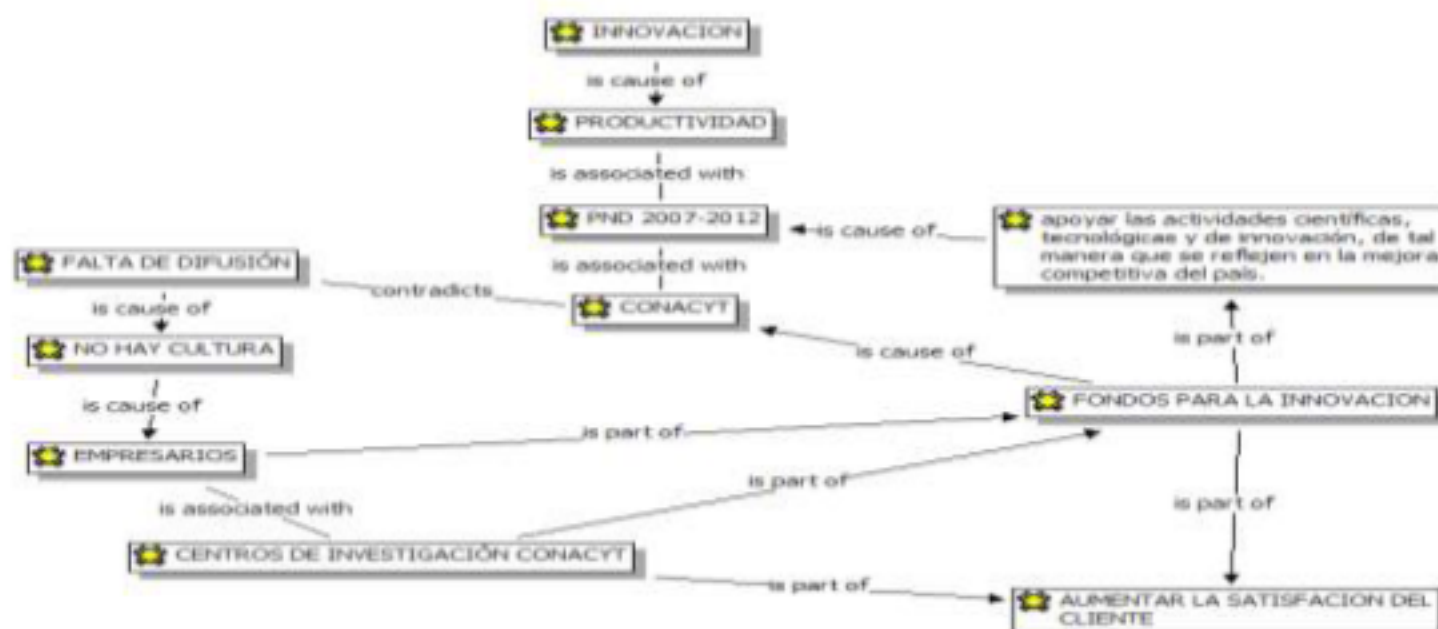 INNOVACION
is cause of
PRODUCTIVIDAD
is associated with
PND 2007-2012
is cause of
apoyar las actividades científicas,
tecnológicas y de innovación, de tal
manera que se reflejen en la mejora
competitiva del país.
FALTA DE DIFUSIÓN
is associated with
contradicts
CONACYT
is cause of
NO HAY CULTURA
is cause of
is part of
is cause of
FONDOS PARA LA INNOVACION
is part of
EMPRESARIOS
is part of
is associated with
is part of
CENTROS DE INVESTIGACIÓN CONACYT
is part of
AUMENTAR LA SATISFACION DEL
CLIENTE